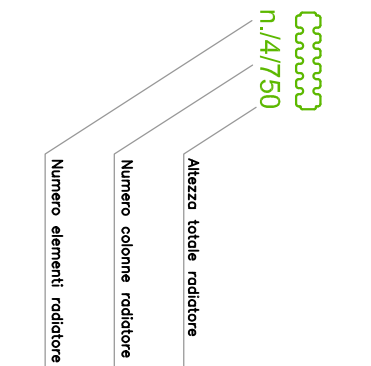 n./4/750
Altezza totale radiatore
Numero colonne radiatore
Numero elementi radiatore